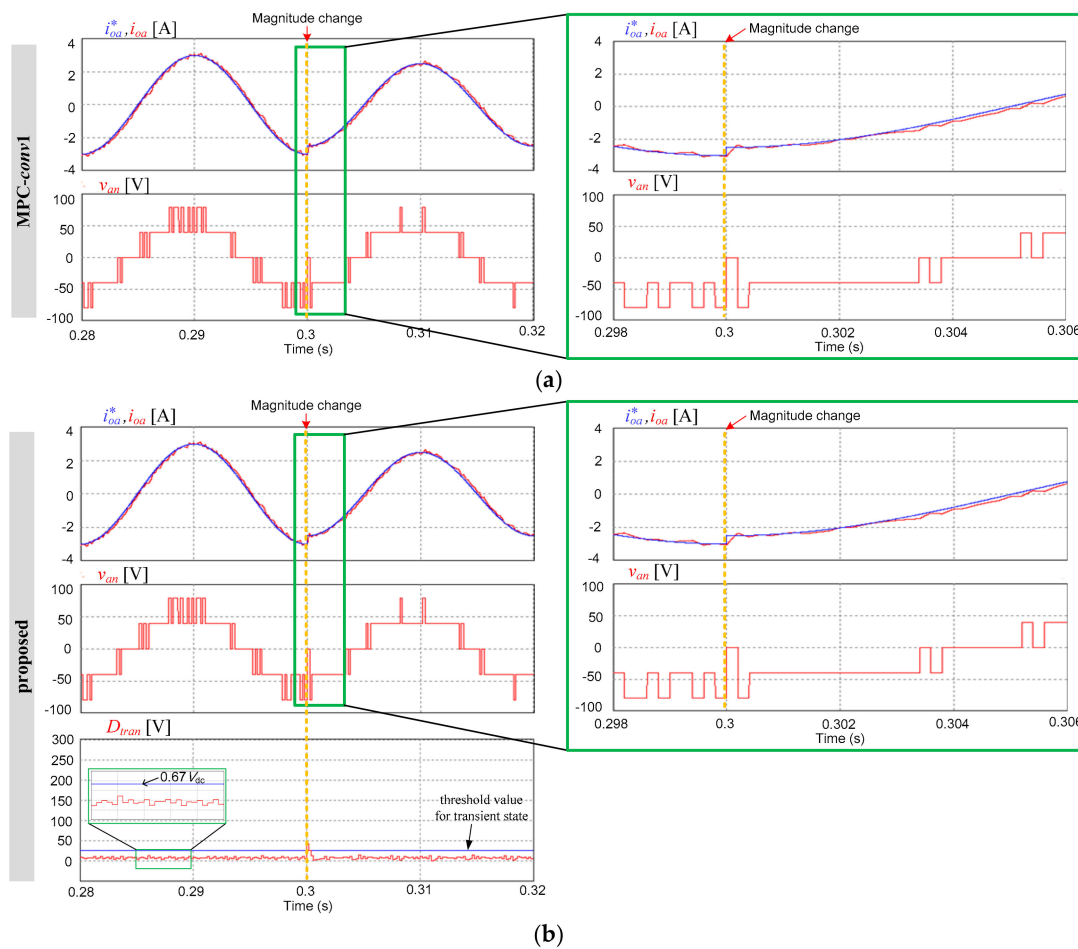 MPC-conv1
Magnitude change
i*oa, ioa [A]
4
2
0
-2
-4
van [V]
100
50
0
-50
-100
0.28
0.29
0.3
0.31
0.32
Time (s)
Magnitude change
i*oa, ioa [A]
4
2
0
-2
-4
van [V]
100
50
0
-50
-100
0.298
0.3
0.302
0.304
0.306
Time (s)
(a)
proposed
Magnitude change
i*oa, ioa [A]
4
2
0
-2
-4
van [V]
100
50
0
-50
-100
Dtran [V]
300
250
200
150
100
50
0
0.67 Vdc
threshold value
for transient state
0.28
0.29
0.3
0.31
0.32
Time (s)
Magnitude change
i*oa, ioa [A]
4
2
0
-2
-4
van [V]
100
50
0
-50
-100
0.298
0.3
0.302
0.304
0.306
Time (s)
(b)